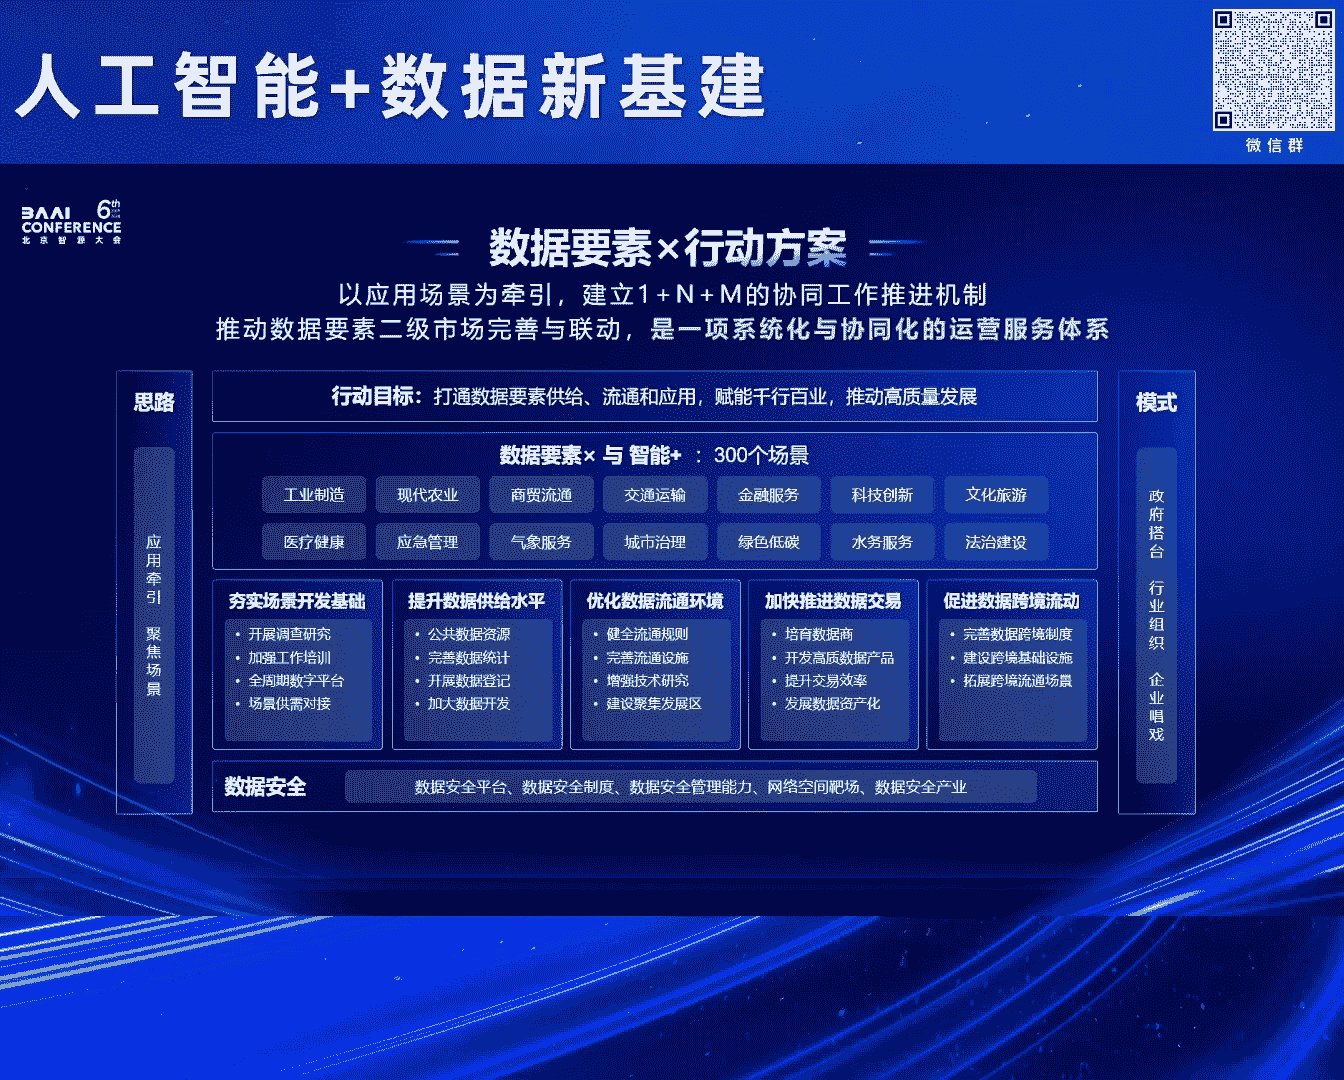 人工智能+数据新基建
微信群
BAAI 6th
CONFERENCE
北京智源大会
数据要素×行动方案
以应用场景为牵引，建立1+N+M的协同工作推进机制
推动数据要素二级市场完善与联动，是一项系统化与协同化的运营服务体系
思路
应用牵引 聚焦场景
行动目标：打通数据要素供给、流通和应用，赋能千行百业，推动高质量发展
数据要素× 与 智能+ ：300个场景
工业制造 现代农业 商贸流通 交通运输 金融服务 科技创新 文化旅游
医疗健康 应急管理 气象服务 城市治理 绿色低碳 水务服务 法治建设
夯实场景开发基础
• 开展调查研究
• 加强工作培训
• 全周期数字平台
• 场景供需对接
提升数据供给水平
• 公共数据资源
• 完善数据统计
• 开展数据登记
• 加大数据开发
优化数据流通环境
• 健全流通规则
• 完善流通设施
• 增强技术研究
• 建设聚集发展区
加快推进数据交易
• 培育数据商
• 开发高质数据产品
• 提升交易效率
• 发展数据资产化
促进数据跨境流动
• 完善数据跨境制度
• 建设跨境基础设施
• 拓展跨境流通场景
数据安全
数据安全平台、数据安全制度、数据安全管理能力、网络空间靶场、数据安全产业
模式
政府搭台 行业组织 企业唱戏